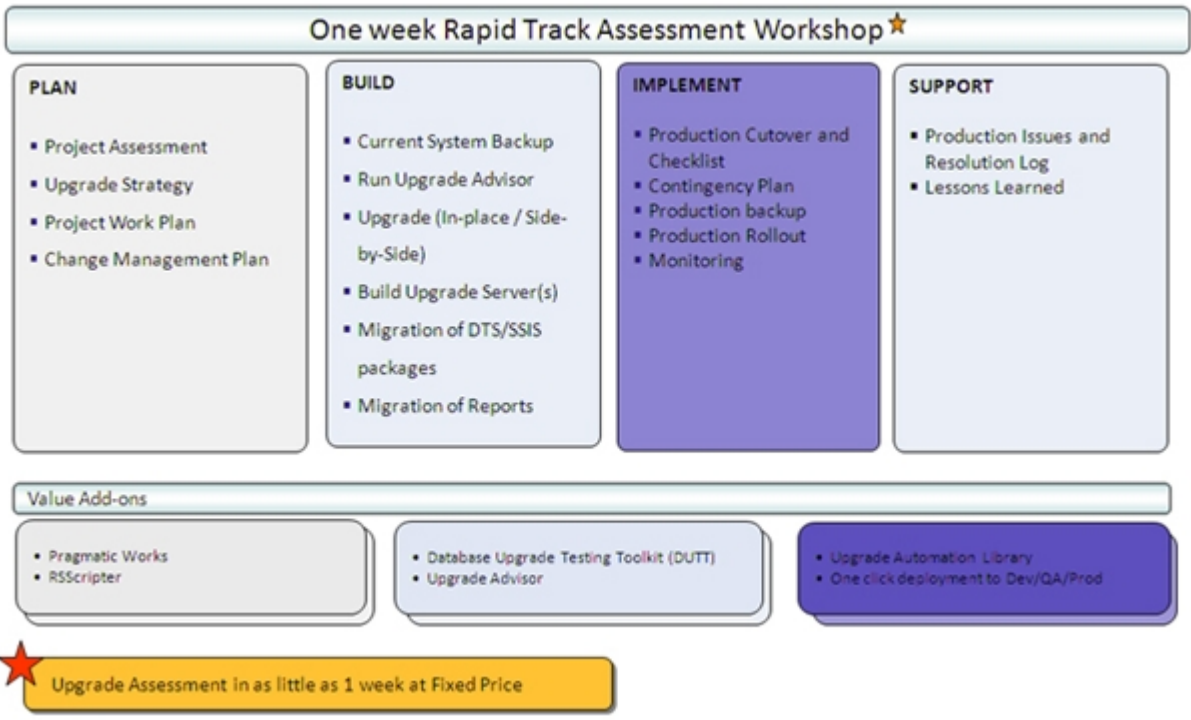 One week Rapid Track Assessment Workshop
PLAN
▪ Project Assessment
▪ Upgrade Strategy
▪ Project Work Plan
▪ Change Management Plan
BUILD
▪ Current System Backup
▪ Run Upgrade Advisor
▪ Upgrade (In-place / Side-
by-Side)
▪ Build Upgrade Server(s)
▪ Migration of DTS/SSIS
packages
▪ Migration of Reports
IMPLEMENT
▪ Production Cutover and
Checklist
▪ Contingency Plan
▪ Production backup
▪ Production Rollout
▪ Monitoring
SUPPORT
▪ Production Issues and
Resolution Log
▪ Lessons Learned
Value Add-ons
• Pragmatic Works
• RSScripter
• Database Upgrade Testing Toolkit (DUTT)
• Upgrade Advisor
• Upgrade Automation Library
• One click deployment to Dev/QA/Prod
Upgrade Assessment in as little as 1 week at Fixed Price